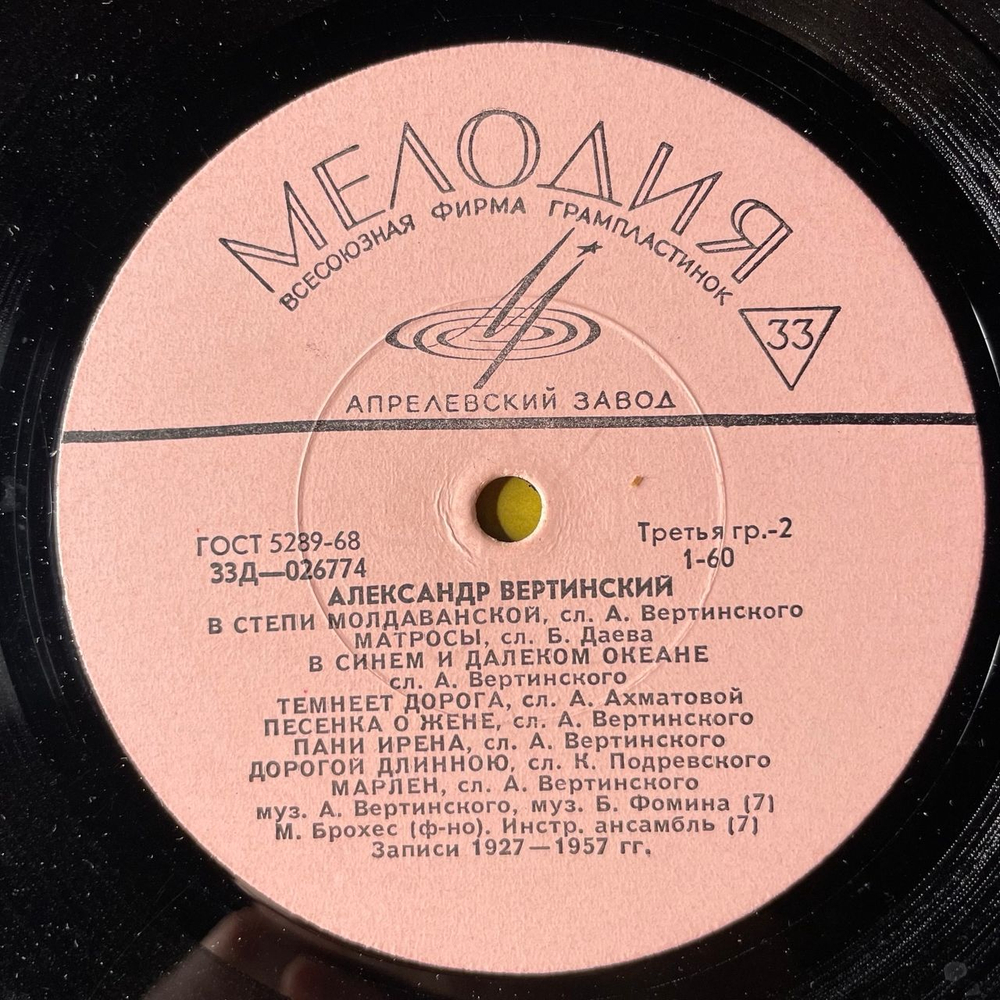 МЕЛОДИЯ
ВСЕСОЮЗНАЯ ФИРМА ГРАМПЛАСТИНОК
33
АПРЕЛЕВСКИЙ ЗАВОД
ГОСТ 5289-68 Третья гр.-2
33Д—026774 1-60
АЛЕКСАНДР ВЕРТИНСКИЙ
В СТЕПИ МОЛДАВАНСКОЙ, сл. А. Вертинского
МАТРОСЫ, сл. Б. Даева
В СИНЕМ И ДАЛЕКОМ ОКЕАНЕ
сл. А. Вертинского
ТЕМНЕЕТ ДОРОГА, сл. А. Ахматовой
ПЕСЕНКА О ЖЕНЕ, сл. А. Вертинского
ПАНИ ИРЕНА, сл. А. Вертинского
ДОРОГОЙ ДЛИННОЮ, сл. К. Подревского
МАРЛЕН, сл. А. Вертинского
муз. А. Вертинского, муз. Б. Фомина (7)
М. Брохес (ф-но). Инстр. ансамбль (7)
Записи 1927—1957 гг.